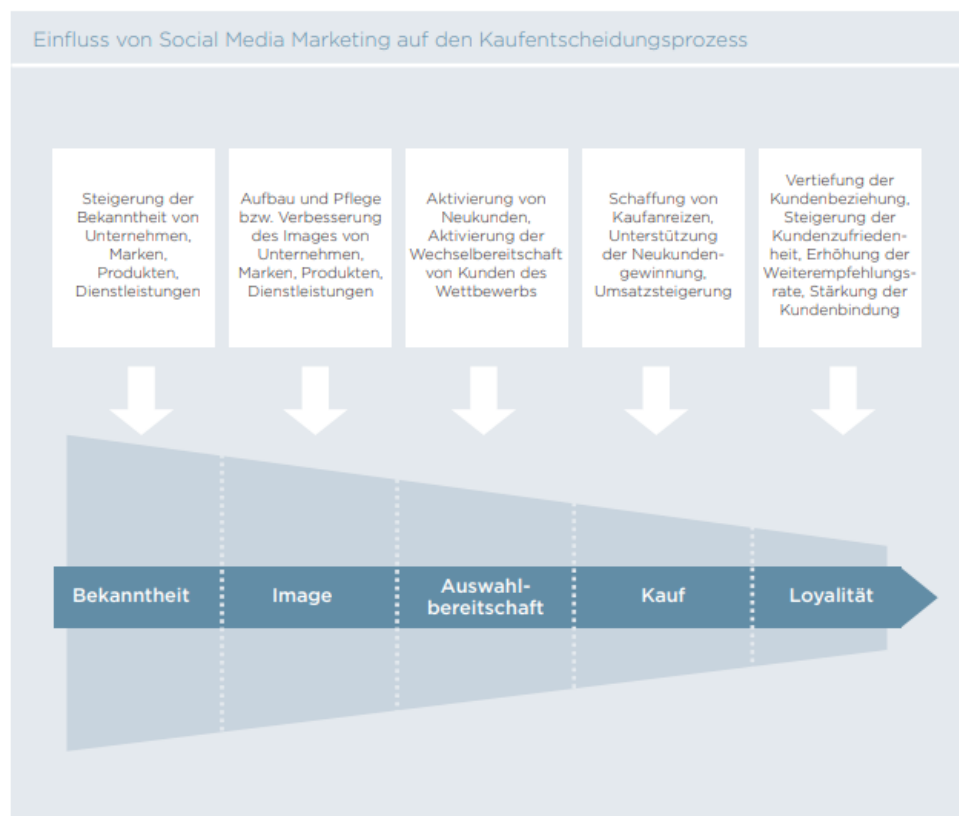 Einfluss von Social Media Marketing auf den Kaufentscheidungsprozess
Steigerung der
Bekanntheit von
Unternehmen,
Marken,
Produkten,
Dienstleistungen
Aufbau und Pflege
bzw. Verbesserung
des Images von
Unternehmen,
Marken, Produkten,
Dienstleistungen
Aktivierung von
Neukunden,
Aktivierung der
Wechselbereitschaft
von Kunden des
Wettbewerbs
Schaffung von
Kaufanreizen,
Unterstützung
der Neukunden-
gewinnung,
Umsatzsteigerung
Vertiefung der
Kundenbeziehung,
Steigerung der
Kundenzufrieden-
heit, Erhöhung der
Weiterempfehlungs-
rate, Stärkung der
Kundenbindung
Bekanntheit
Image
Auswahl-
bereitschaft
Kauf
Loyalität